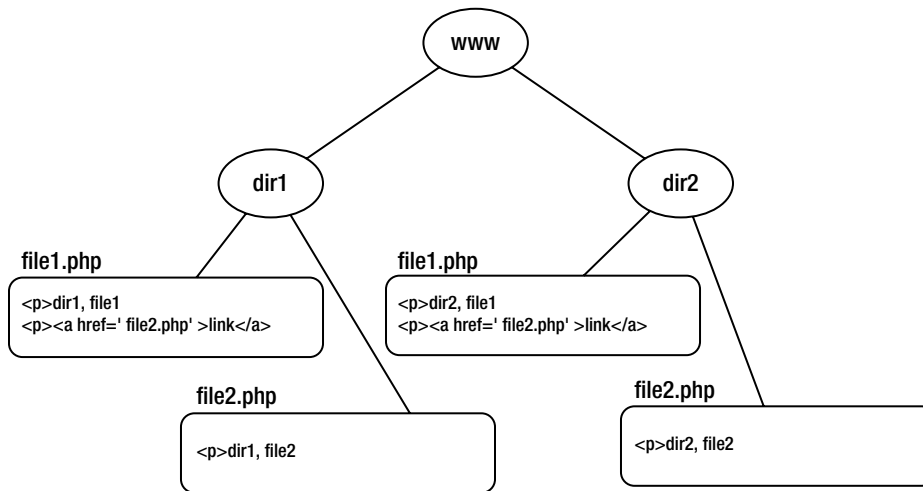 www
dir1
dir2
file1.php
<p>dir1, file1
<p><a href=' file2.php' >link</a>
file1.php
<p>dir2, file1
<p><a href=' file2.php' >link</a>
file2.php
<p>dir1, file2
file2.php
<p>dir2, file2